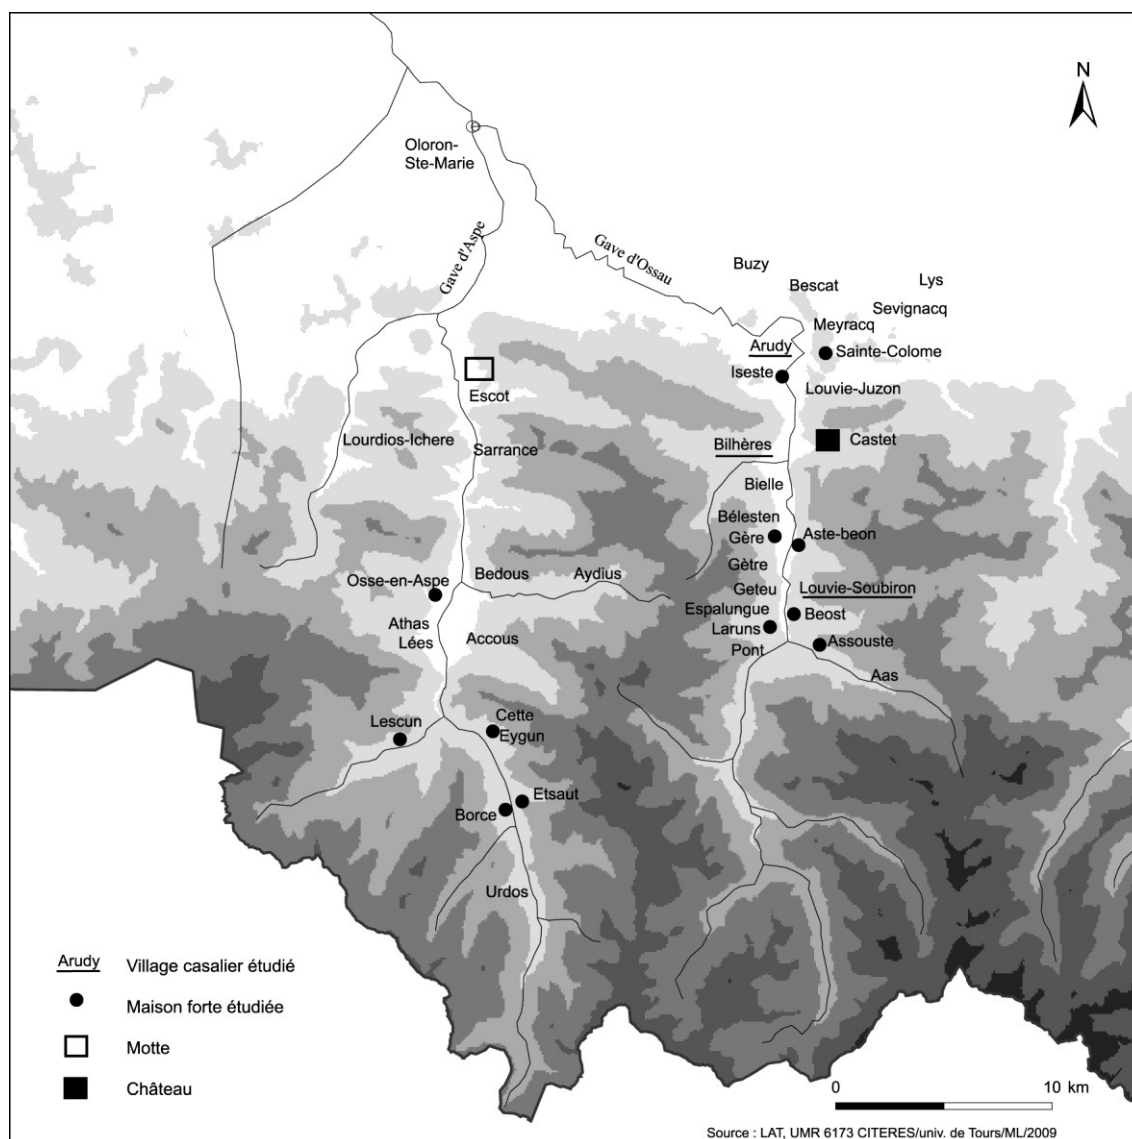 N
Oloron-
Ste-Marie
Gave d'Aspe
Gave d'Ossau
Buzy
Bescat
Lys
Sevignacq
Meyracq
Arudy
Sainte-Colome
Iseste
Louvie-Juzon
Escot
Lourdios-Ichere
Sarrance
Bilhères
Castet
Bielle
Bélesten
Gère
Aste-beon
Gètre
Bedous
Aydius
Osse-en-Aspe
Geteu
Louvie-Soubiron
Espalungue
Beost
Athas
Lées
Accous
Laruns
Pont
Assouste
Aas
Lescun
Cette
Eygun
Etsaut
Borce
Urdos
Arudy Village casalier étudié
Maison forte étudiée
Motte
Château
0 10 km
Source : LAT, UMR 6173 CITERES/univ. de Tours/ML/2009